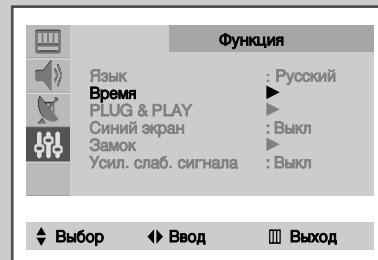 Функция
Язык : Русский
Время
PLUG & PLAY
Синий экран : Выкл
Замок
Усил. слаб. сигнала : Выкл
Выбор Ввод Выход